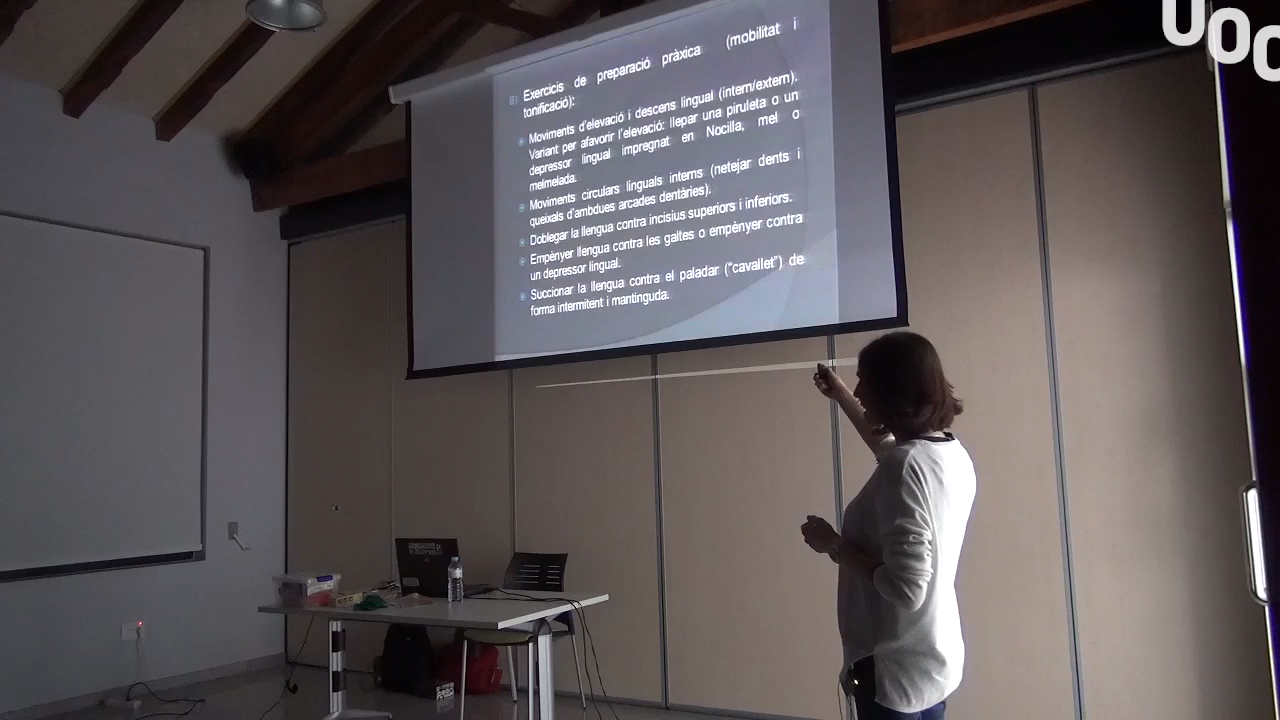 UOC
Exercicis de preparació pràxica (mobilitat i
tonificació):
Moviments d'elevació i descens lingual (intern/extern).
Variant per afavorir l'elevació: llepar una piruleta o un
depressor lingual impregnat en Nocilla, mel o
melmelada.
Moviments circulars linguals interns (netejar dents i
queixals d'ambdues arcades dentàries).
Doblegar la llengua contra incisius superiors i inferiors.
Empènyer llengua contra les galtes o empènyer contra
un depressor lingual.
Succionar la llengua contra el paladar ("cavallet") de
forma intermitent i mantinguda.